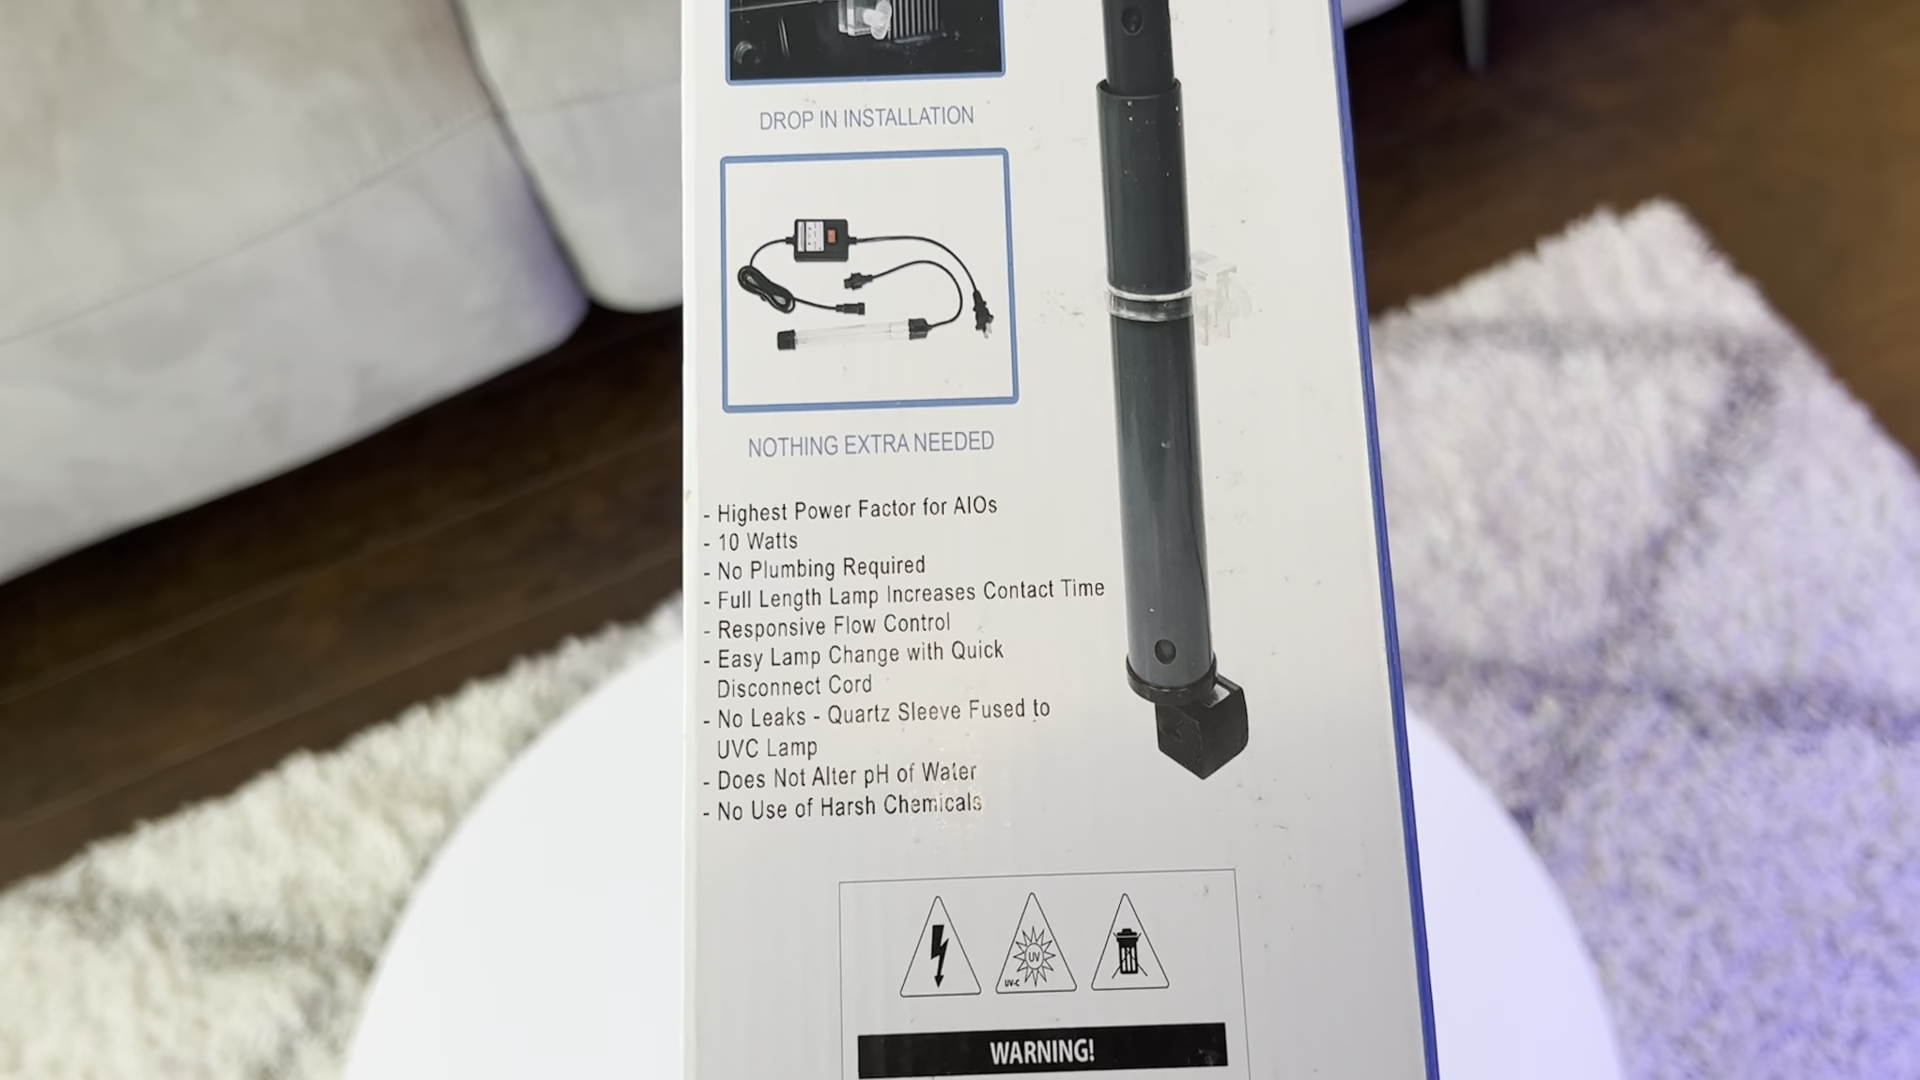 DROP IN INSTALLATION
NOTHING EXTRA NEEDED
- Highest Power Factor for AIOs
- 10 Watts
- No Plumbing Required
- Full Length Lamp Increases Contact Time
- Responsive Flow Control
- Easy Lamp Change with Quick
Disconnect Cord
- No Leaks - Quartz Sleeve Fused to
UVC Lamp
- Does Not Alter pH of Water
- No Use of Harsh Chemicals
UV
UV-C
WARNING!